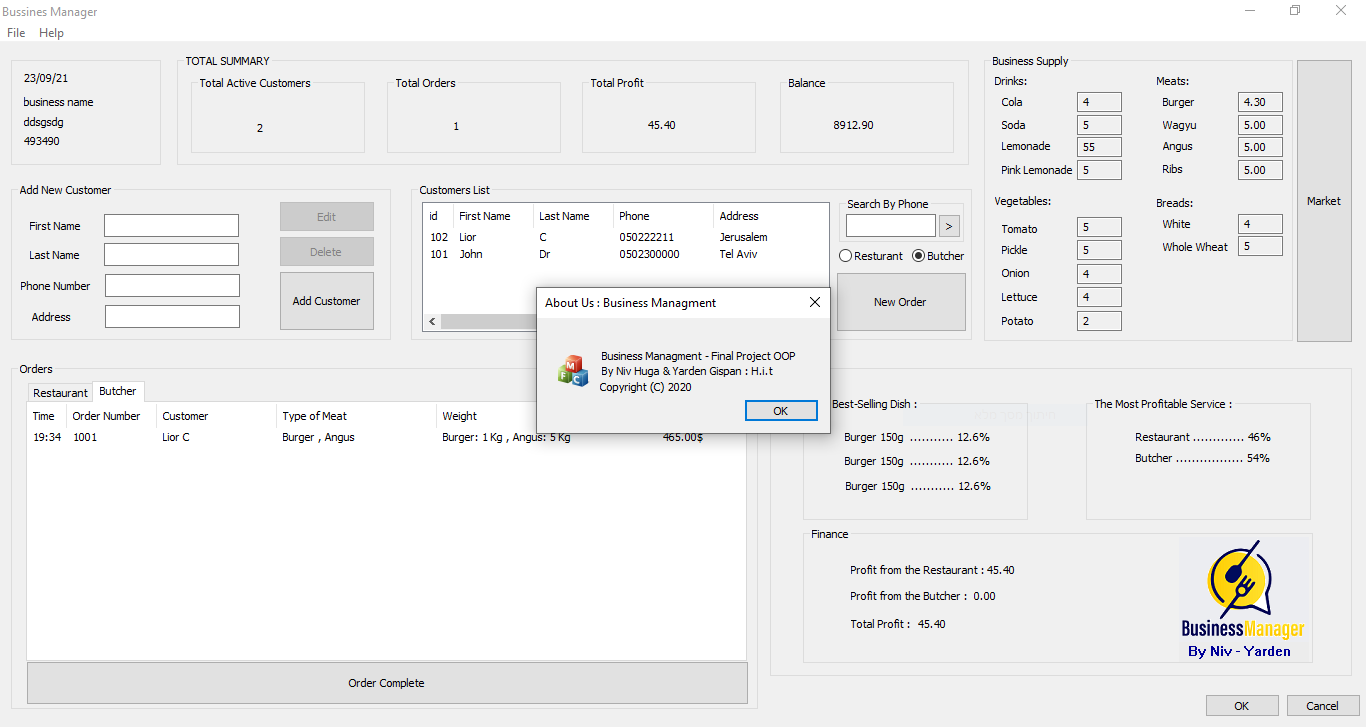 Bussines Manager
File Help
23/09/21
business name
ddsgsdg
493490
TOTAL SUMMARY
Total Active Customers
2
Total Orders
1
Total Profit
45.40
Balance
8912.90
Business Supply
Drinks:
Cola 4
Soda 5
Lemonade 55
Pink Lemonade 5
Meats:
Burger 4.30
Wagyu 5.00
Angus 5.00
Ribs 5.00
Vegetables:
Tomato 5
Pickle 5
Onion 4
Lettuce 4
Potato 2
Breads:
White 4
Whole Wheat 5
Market
Add New Customer
First Name
Last Name
Phone Number
Address
Edit
Delete
Add Customer
Customers List
id First Name Last Name Phone Address
102 Lior C 050222211 Jerusalem
101 John Dr 0502300000 Tel Aviv
<
Search By Phone
>
Resturant Butcher
New Order
About Us : Business Managment
Business Managment - Final Project OOP
By Niv Huga & Yarden Gispan : H.i.t
Copyright (C) 2020
OK
M
F
C
Orders
Restaurant Butcher
Time Order Number Customer Type of Meat Weight
19:34 1001 Lior C Burger , Angus Burger: 1 Kg , Angus: 5 Kg 465.00$
Order Complete
Best-Selling Dish :
Burger 150g ........... 12.6%
Burger 150g ........... 12.6%
Burger 150g ........... 12.6%
The Most Profitable Service :
Restaurant ............. 46%
Butcher ................. 54%
Finance
Profit from the Restaurant : 45.40
Profit from the Butcher : 0.00
Total Profit : 45.40
BusinessManager
By Niv - Yarden
OK Cancel